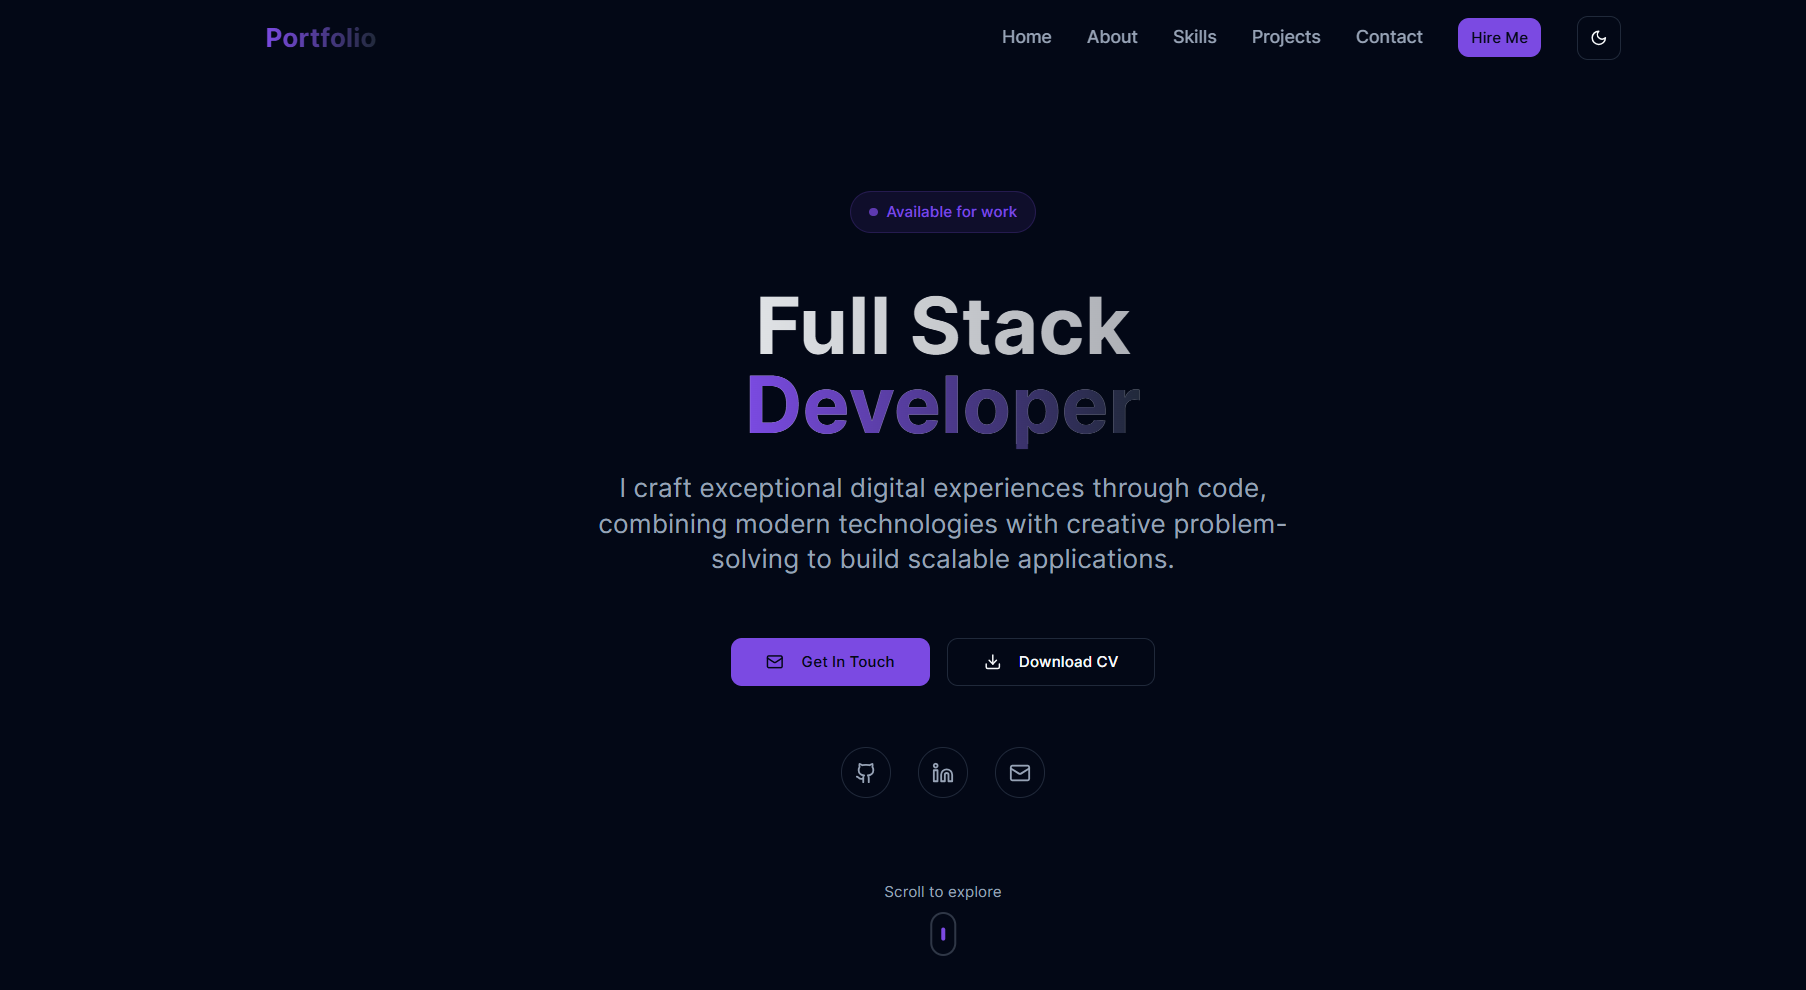 Portfolio
Home
About
Skills
Projects
Contact
Hire Me
Available for work
Full Stack
Developer
I craft exceptional digital experiences through code,
combining modern technologies with creative problem-
solving to build scalable applications.
Get In Touch
Download CV
Scroll to explore